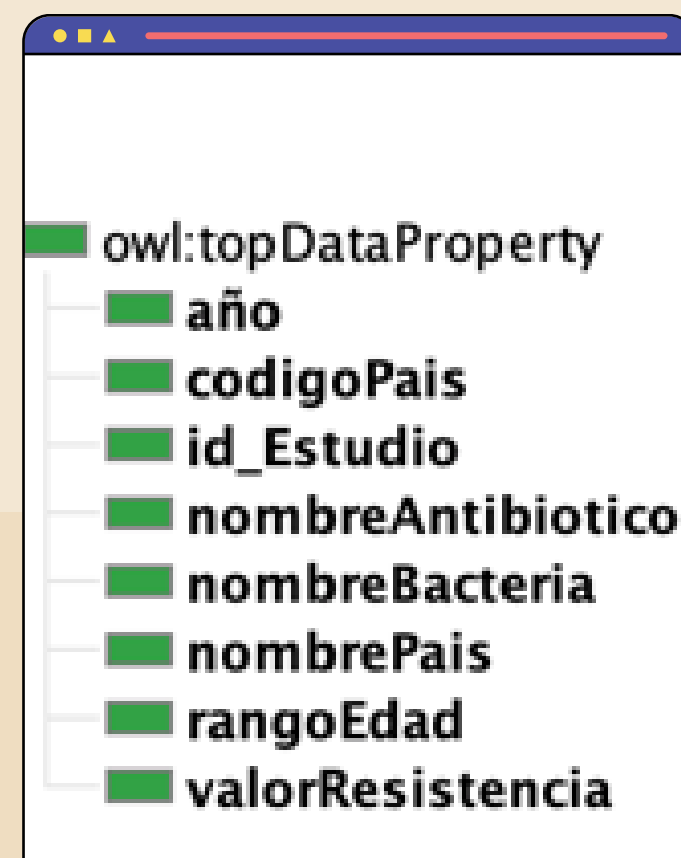 owl:topDataProperty
año
codigoPais
id_Estudio
nombreAntibiotico
nombreBacteria
nombrePais
rangoEdad
valorResistencia